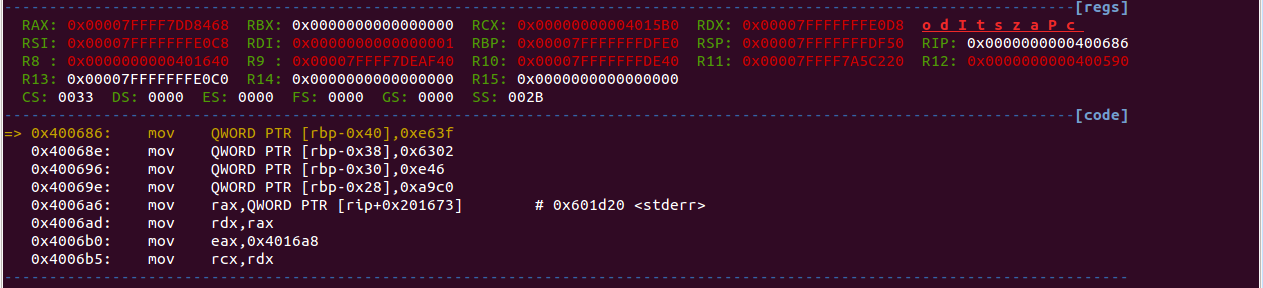 [regs]
RAX: 0x00007FFFF7DD8468 RBX: 0x0000000000000000 RCX: 0x00000000004015B0 RDX: 0x00007FFFFFFFE0D8 o d I t s z a P c
RSI: 0x00007FFFFFFFE0C8 RDI: 0x0000000000000001 RBP: 0x00007FFFFFFFDFE0 RSP: 0x00007FFFFFFFDF50 RIP: 0x0000000000400686
R8 : 0x0000000000401640 R9 : 0x00007FFFF7DEAF40 R10: 0x00007FFFFFFFDE40 R11: 0x00007FFFF7A5C220 R12: 0x0000000000400590
R13: 0x00007FFFFFFFE0C0 R14: 0x0000000000000000 R15: 0x0000000000000000
CS: 0033 DS: 0000 ES: 0000 FS: 0000 GS: 0000 SS: 002B
[code]
=> 0x400686: mov QWORD PTR [rbp-0x40],0xe63f
0x40068e: mov QWORD PTR [rbp-0x38],0x6302
0x400696: mov QWORD PTR [rbp-0x30],0xe46
0x40069e: mov QWORD PTR [rbp-0x28],0xa9c0
0x4006a6: mov rax,QWORD PTR [rip+0x201673] # 0x601d20 <stderr>
0x4006ad: mov rdx,rax
0x4006b0: mov eax,0x4016a8
0x4006b5: mov rcx,rdx